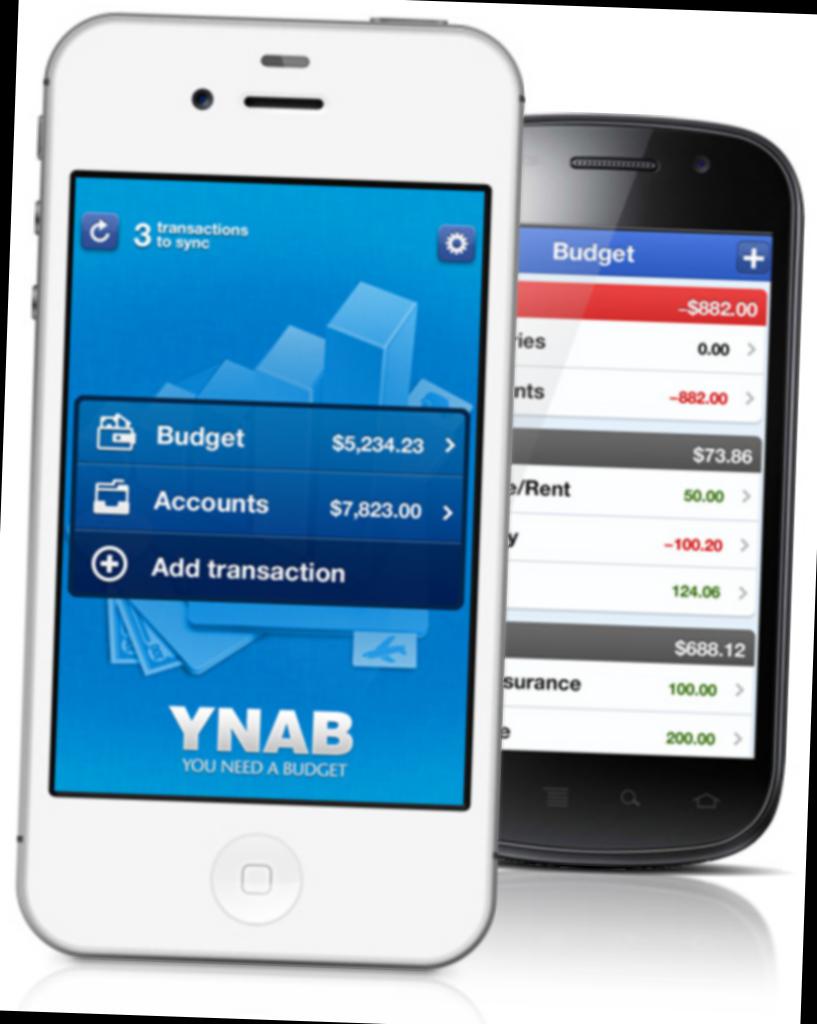 3 transactions
to sync
Budget $5,234.23
Accounts $7,823.00
Add transaction
YNAB
YOU NEED A BUDGET
Budget
-$882.00
ries 0.00
nts -882.00
$73.86
e/Rent 50.00
y -100.20
124.06
$688.12
surance 100.00
e 200.00